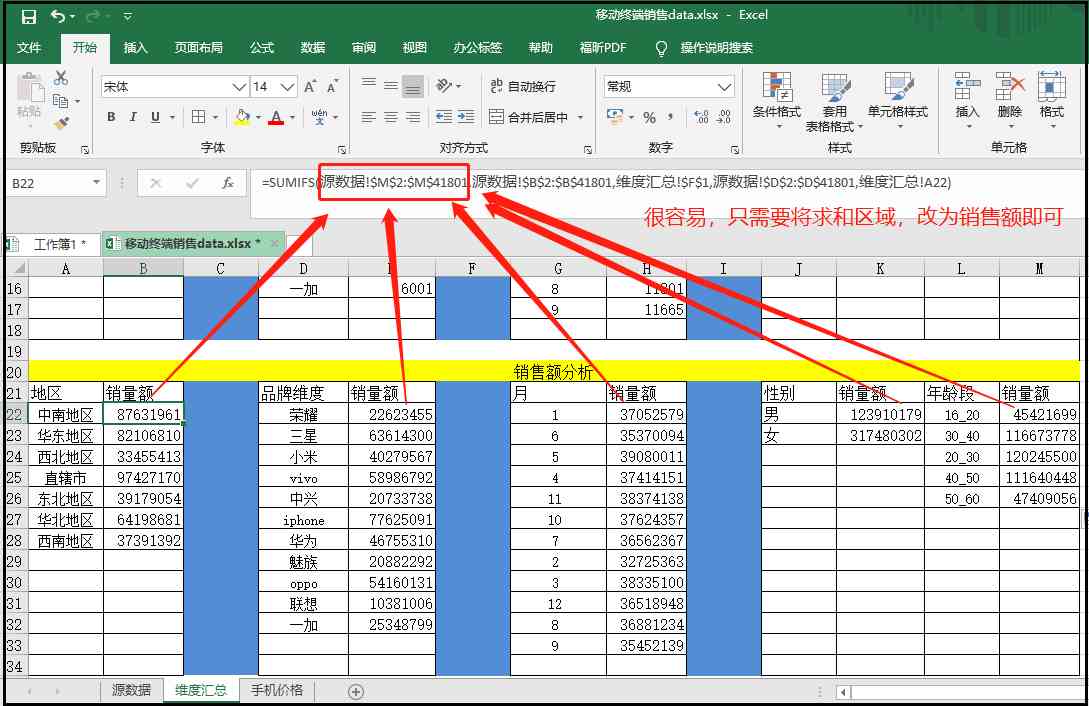 移动终端销售data.xlsx - Excel
文件 开始 插入 页面布局 公式 数据 审阅 视图 办公标签 帮助 福昕PDF 操作说明搜索
宋体 14 A A 自动换行 常规
粘贴 B I U A wén 文 合并后居中 % 条件格式 套用 表格格式 单元格样式 插入 删除 格式
剪贴板 字体 对齐方式 数字 样式 单元格
B22 fx =SUMIFS(源数据!$M$2:$M$41801,源数据!$B$2:$B$41801,维度汇总!$F$1,源数据!$D$2:$D$41801,维度汇总!A22)
很容易，只需要将求和区域，改为销售额即可
工作簿1 * 移动终端销售data.xlsx *
A B C D F G H I J K L M
16 一加 6001 8 11801
17 9 11665
18
19
20 销售额分析
21 地区 销量额 品牌维度 销量额 月 销量额 性别 销量额 年龄段 销量额
22 中南地区 87631961 荣耀 22623455 1 37052579 男 123910179 16_20 45421699
23 华东地区 82106810 三星 63614300 6 35370094 女 317480302 30_40 116673778
24 西北地区 33455413 小米 40279567 5 39080011 20_30 120245500
25 直辖市 97427170 vivo 58986792 4 37414151 40_50 111640448
26 东北地区 39179054 中兴 20733738 11 38374138 50_60 47409056
27 华北地区 64198681 iphone 77625091 10 37624357
28 西南地区 37391392 华为 46755310 7 36562367
29 魅族 20882292 2 32725363
30 oppo 54160131 3 38335100
31 联想 10381006 12 36518948
32 一加 25348799 8 36881234
33 9 35452139
34
源数据 维度汇总 手机价格